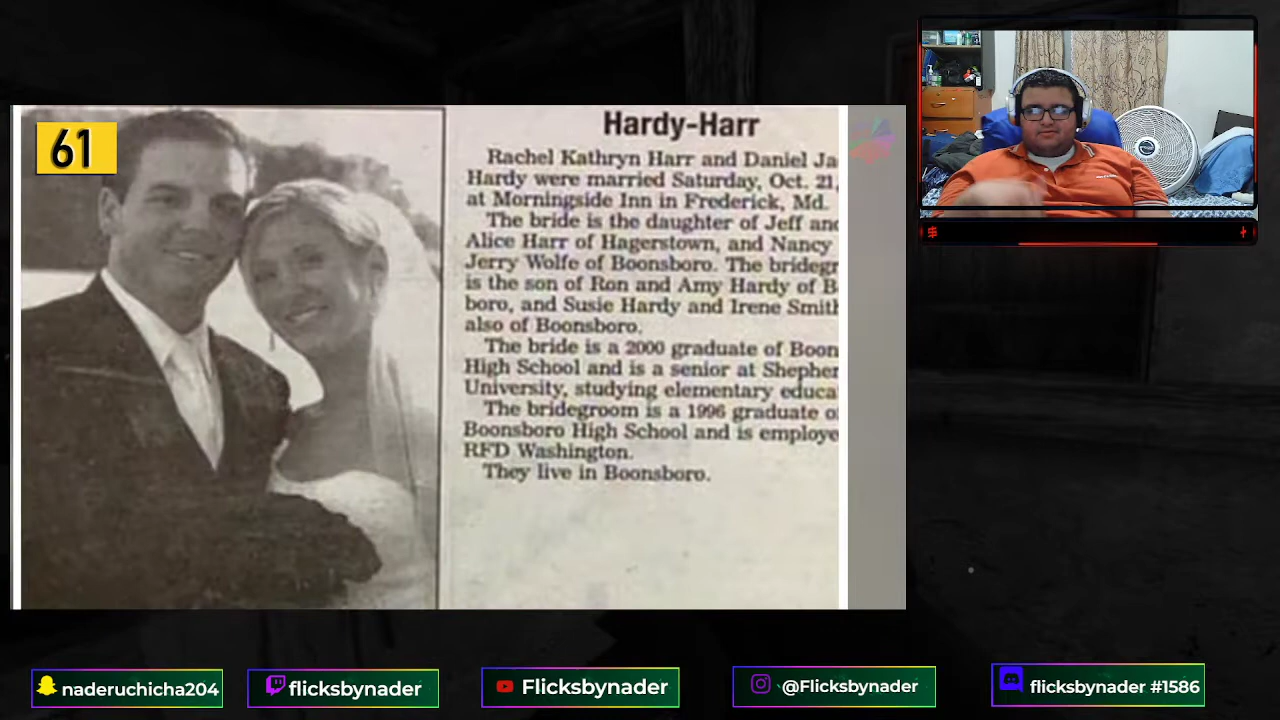 61
Hardy-Harr
Rachel Kathryn Harr and Daniel Ja
Hardy were married Saturday, Oct. 21,
at Morningside Inn in Frederick, Md.
The bride is the daughter of Jeff and
Alice Harr of Hagerstown, and Nancy
Jerry Wolfe of Boonsboro. The bridegr
is the son of Ron and Amy Hardy of B
boro, and Susie Hardy and Irene Smith
also of Boonsboro.
The bride is a 2000 graduate of Boon
High School and is a senior at Shepher
University, studying elementary educa
The bridegroom is a 1996 graduate o
Boonsboro High School and is employe
RFD Washington.
They live in Boonsboro.
naderuchicha204
flicksbynader
Flicksbynader
@Flicksbynader
flicksbynader #1586